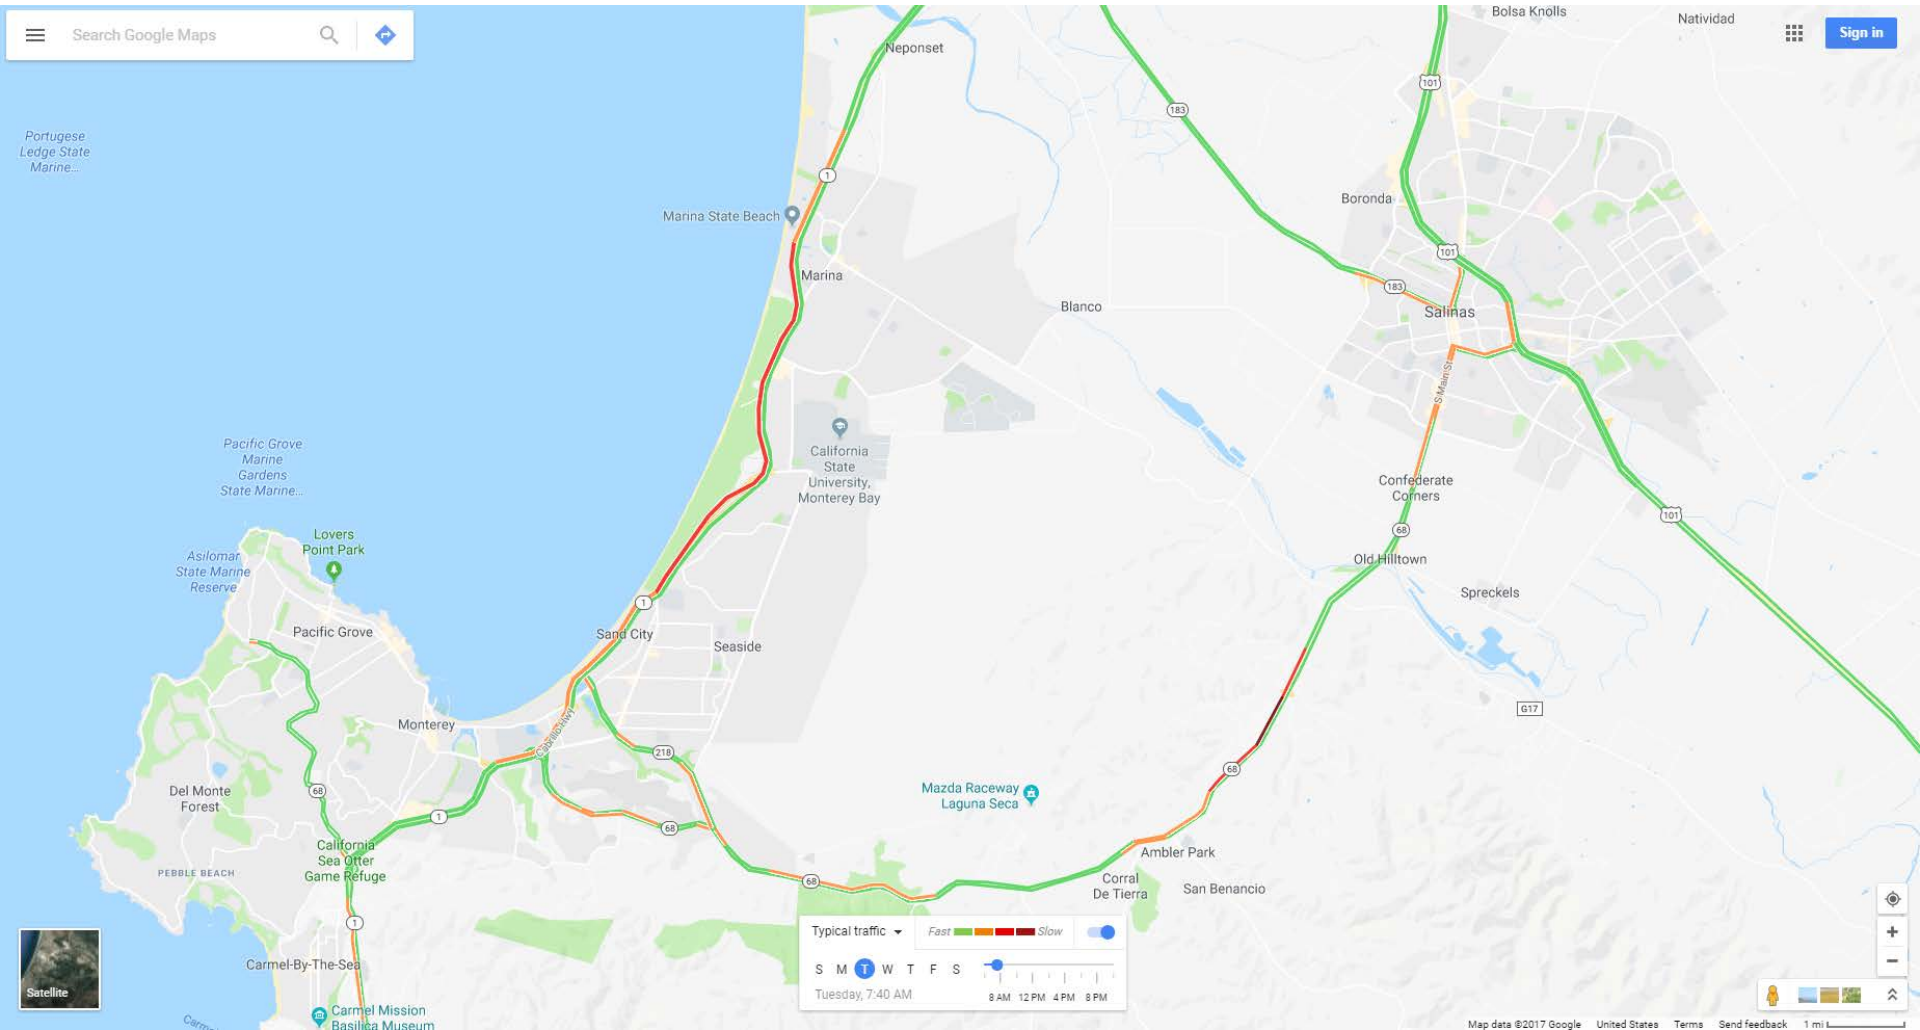 Search Google Maps
Sign in
Bolsa Knolls
Natividad
Neponset
101
183
Portugese
Ledge State
Marine...
1
Boronda
Marina State Beach
101
Marina
183
Blanco
Salinas
S Main St
Pacific Grove
Marine
Gardens
State Marine...
California
State
University,
Monterey Bay
Confederate
Corners
101
68
Lovers
Point Park
Asilomar
State Marine
Reserve
Old Hilltown
Spreckels
1
Pacific Grove
Sand City
Seaside
G17
Monterey
Cabrillo Hwy
218
68
Del Monte
Forest
68
Mazda Raceway
Laguna Seca
1
68
California
Sea Otter
Game Refuge
PEBBLE BEACH
Ambler Park
68
Corral
De Tierra
San Benancio
1
Carmel-By-The-Sea
Typical traffic
Fast
Slow
S M T W T F S
Tuesday, 7:40 AM
8 AM 12 PM 4 PM 8 PM
Satellite
Carmel Mission
Basilica Museum
Map data ©2017 Google United States Terms Send feedback 1 mi